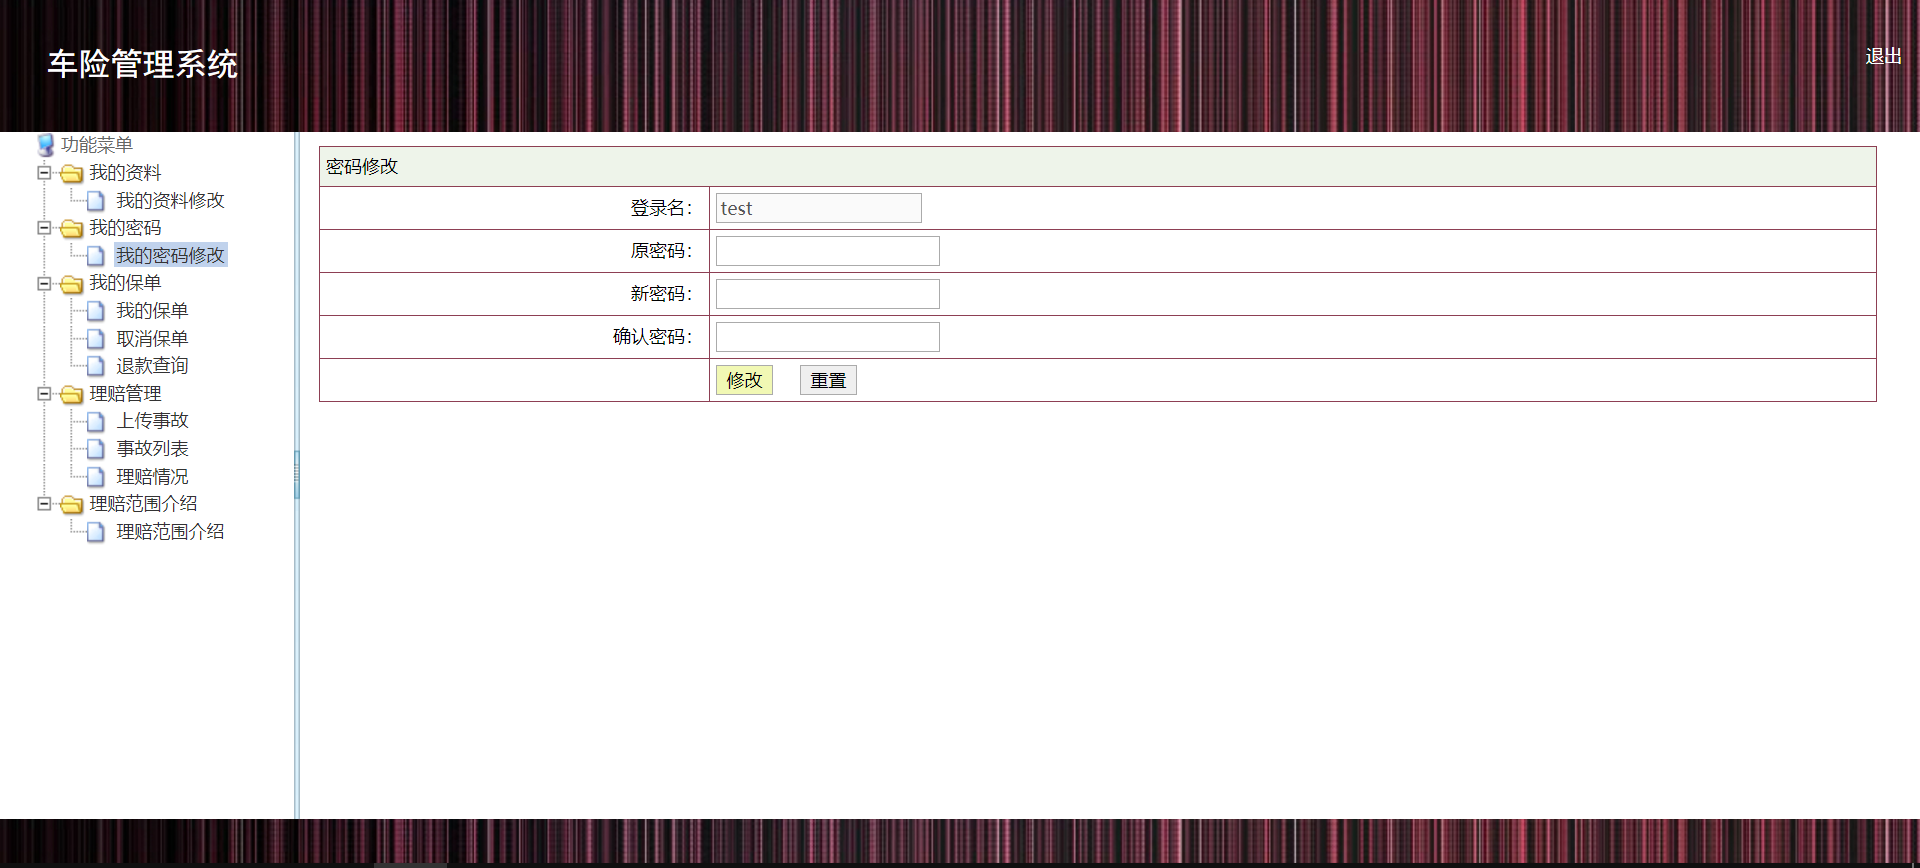 车险管理系统
退出
功能菜单
我的资料
我的资料修改
我的密码
我的密码修改
我的保单
我的保单
取消保单
退款查询
理赔管理
上传事故
事故列表
理赔情况
理赔范围介绍
理赔范围介绍
密码修改
登录名： test
原密码：
新密码：
确认密码：
修改 重置